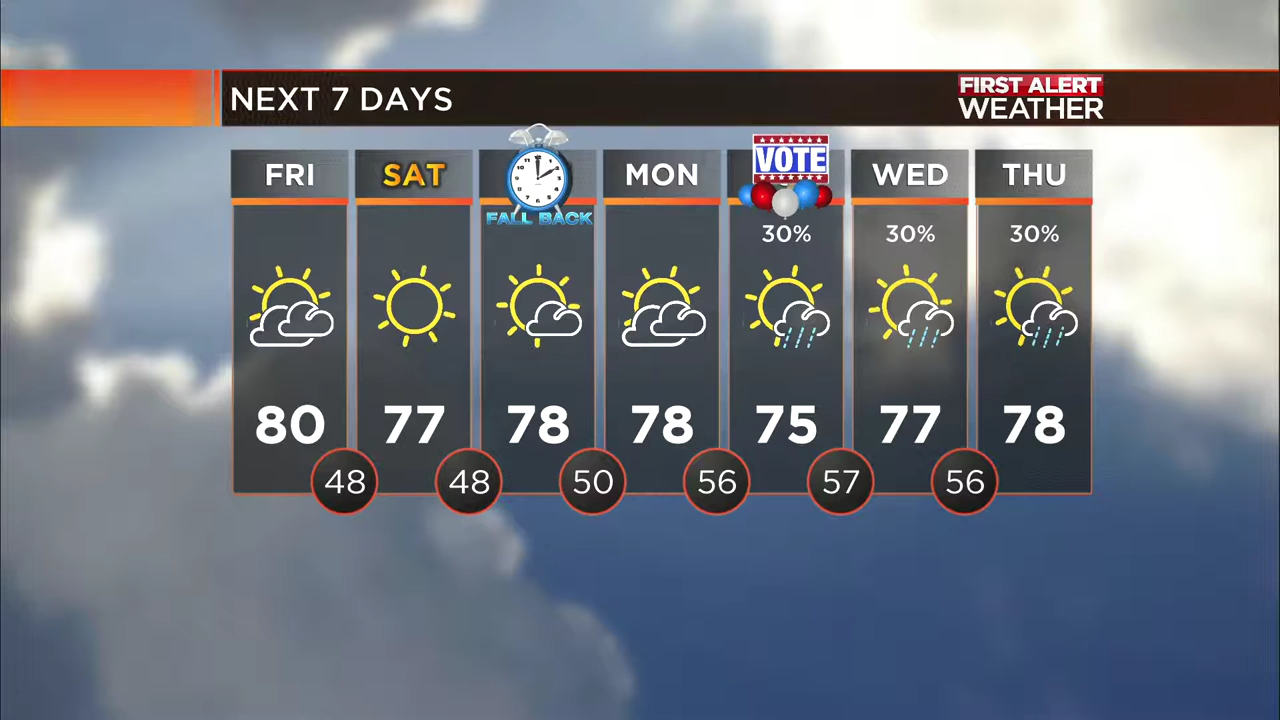 NEXT 7 DAYS
FIRST ALERT
WEATHER
FRI
SAT
FALL BACK
MON
VOTE
WED
THU
30%
30%
30%
80
77
78
78
75
77
78
48
48
50
56
57
56